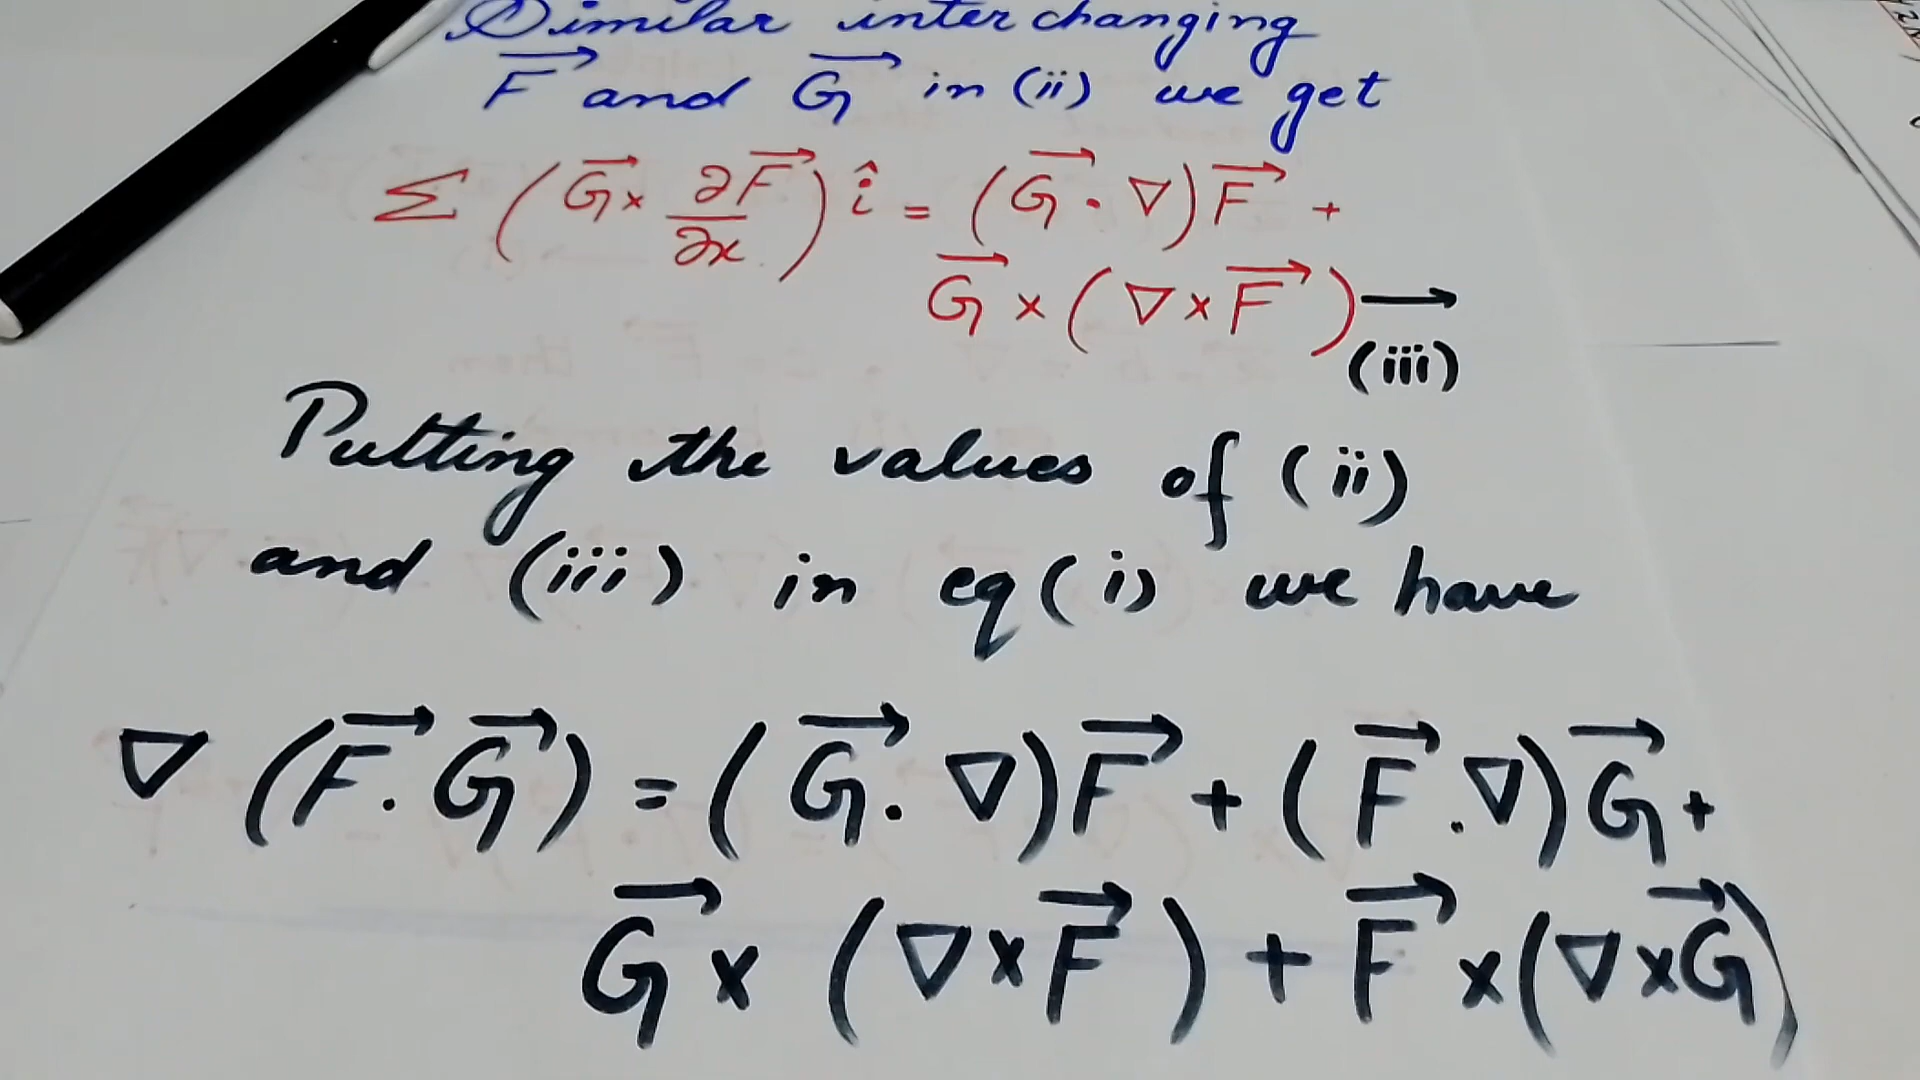 Similar interchanging
F⃗ and G⃗ in (ii) we get
Σ (G⃗ × ∂F⃗/∂x) î = (G⃗ · ∇) F⃗ +
G⃗ × (∇ × F⃗) ⟶
(iii)
Putting the values of (ii)
and (iii) in eq (i) we have
∇ (F⃗ . G⃗) = (G⃗ . ∇) F⃗ + (F⃗ . ∇) G⃗ +
G⃗ × (∇ × F⃗) + F⃗ × (∇ × G⃗)